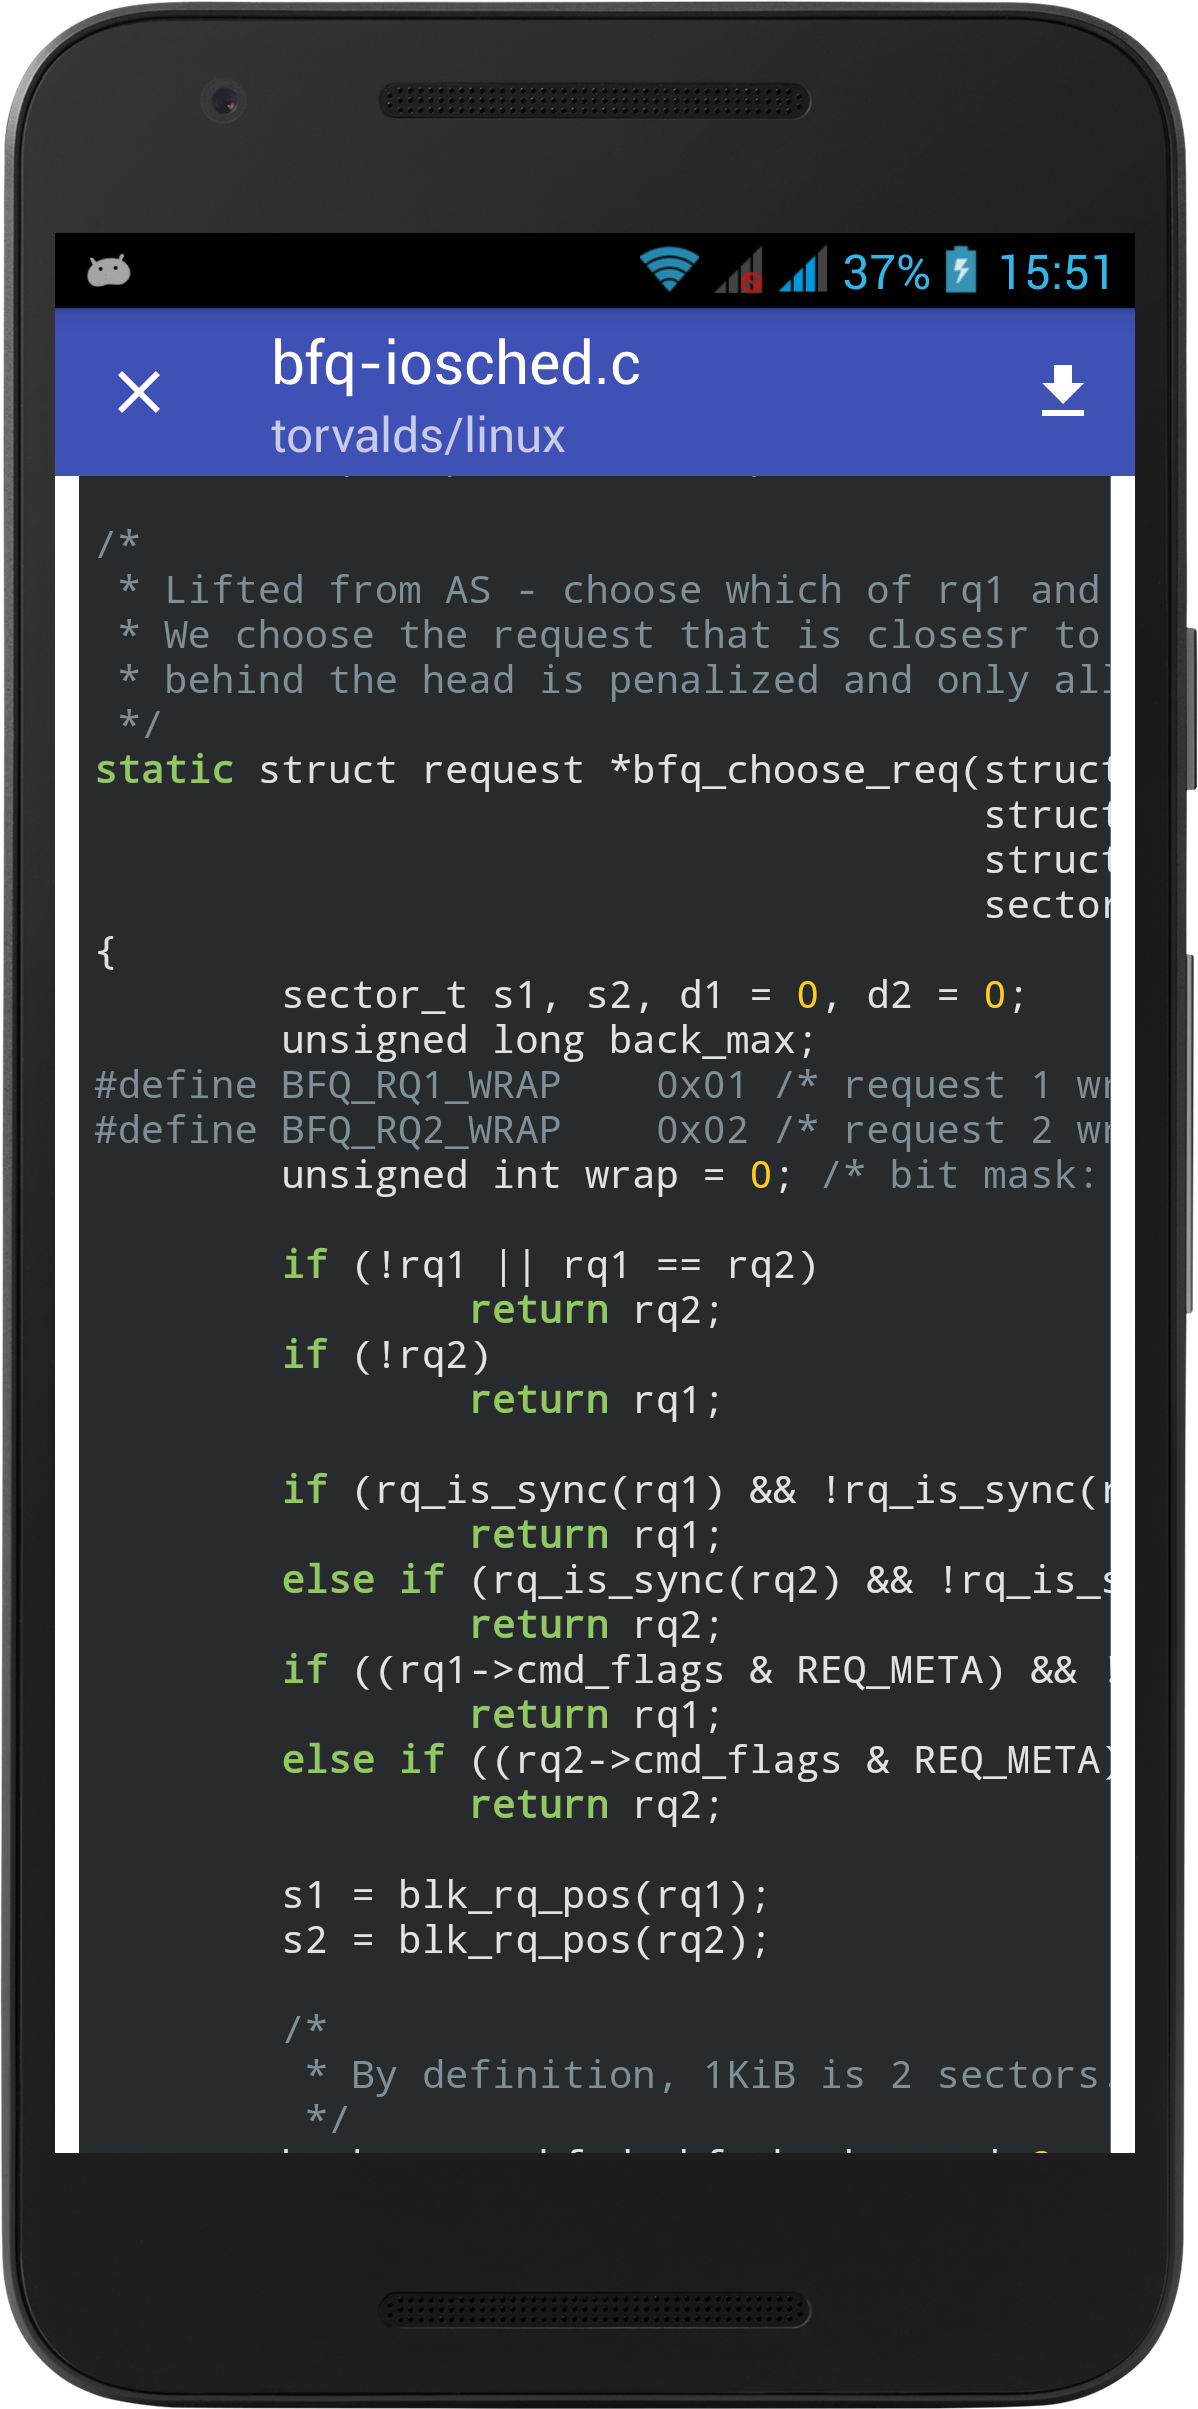 37% 15:51
bfq-iosched.c
torvalds/linux
/*
 * Lifted from AS - choose which of rq1 and
 * We choose the request that is closesr to
 * behind the head is penalized and only all
 */
static struct request *bfq_choose_req(struct
struct
struct
sector
{
sector_t s1, s2, d1 = 0, d2 = 0;
unsigned long back_max;
#define BFQ_RQ1_WRAP 0x01 /* request 1 wr
#define BFQ_RQ2_WRAP 0x02 /* request 2 wr
unsigned int wrap = 0; /* bit mask:
if (!rq1 || rq1 == rq2)
return rq2;
if (!rq2)
return rq1;
if (rq_is_sync(rq1) && !rq_is_sync(r
return rq1;
else if (rq_is_sync(rq2) && !rq_is_s
return rq2;
if ((rq1->cmd_flags & REQ_META) && !
return rq1;
else if ((rq2->cmd_flags & REQ_META)
return rq2;
s1 = blk_rq_pos(rq1);
s2 = blk_rq_pos(rq2);
/*
 * By definition, 1KiB is 2 sectors.
 */